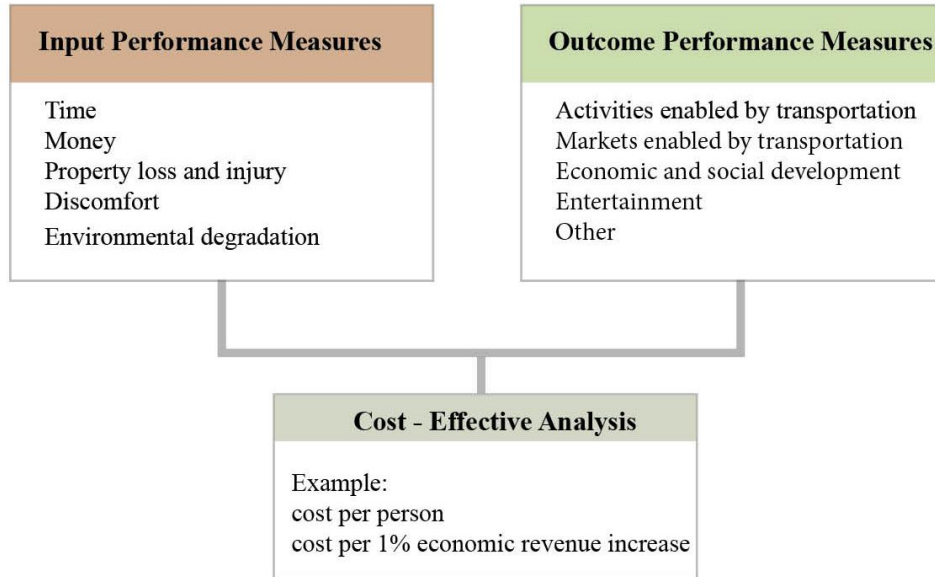 Input Performance Measures
Time
Money
Property loss and injury
Discomfort
Environmental degradation
Outcome Performance Measures
Activities enabled by transportation
Markets enabled by transportation
Economic and social development
Entertainment
Other
Cost - Effective Analysis
Example:
cost per person
cost per 1% economic revenue increase